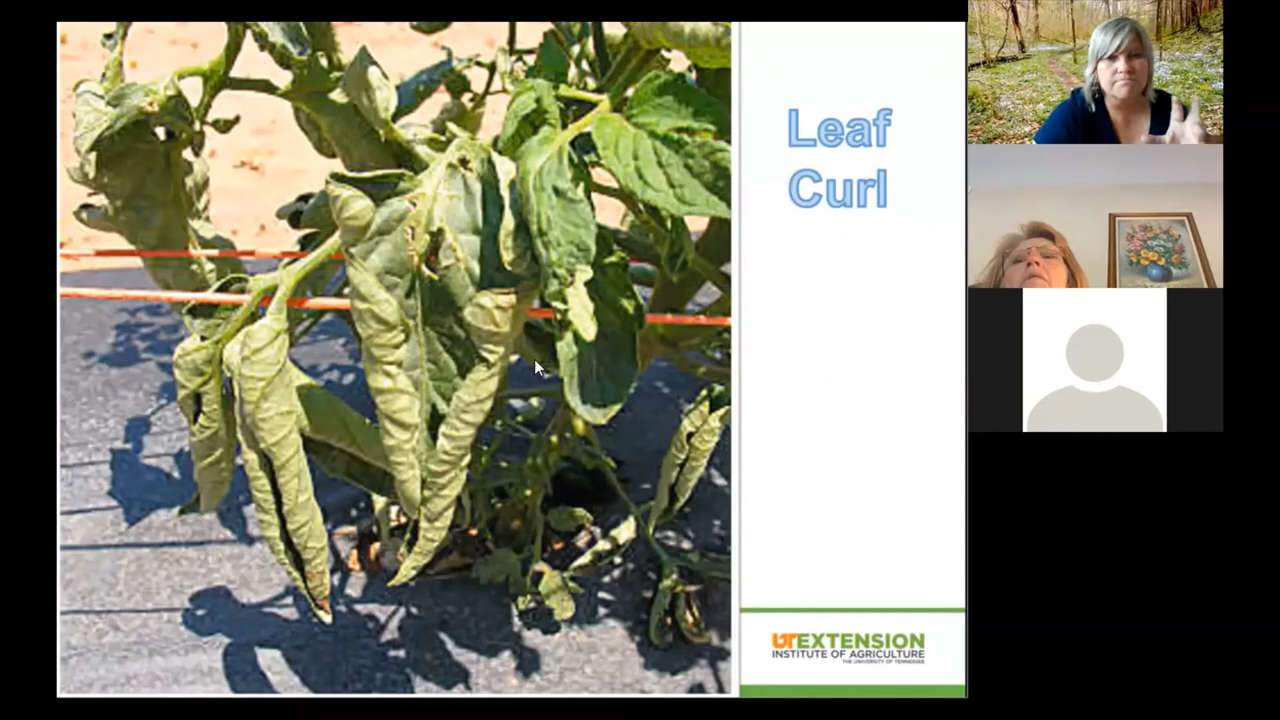 Leaf
Curl
UTEXTENSION
INSTITUTE OF AGRICULTURE
THE UNIVERSITY OF TENNESSEE